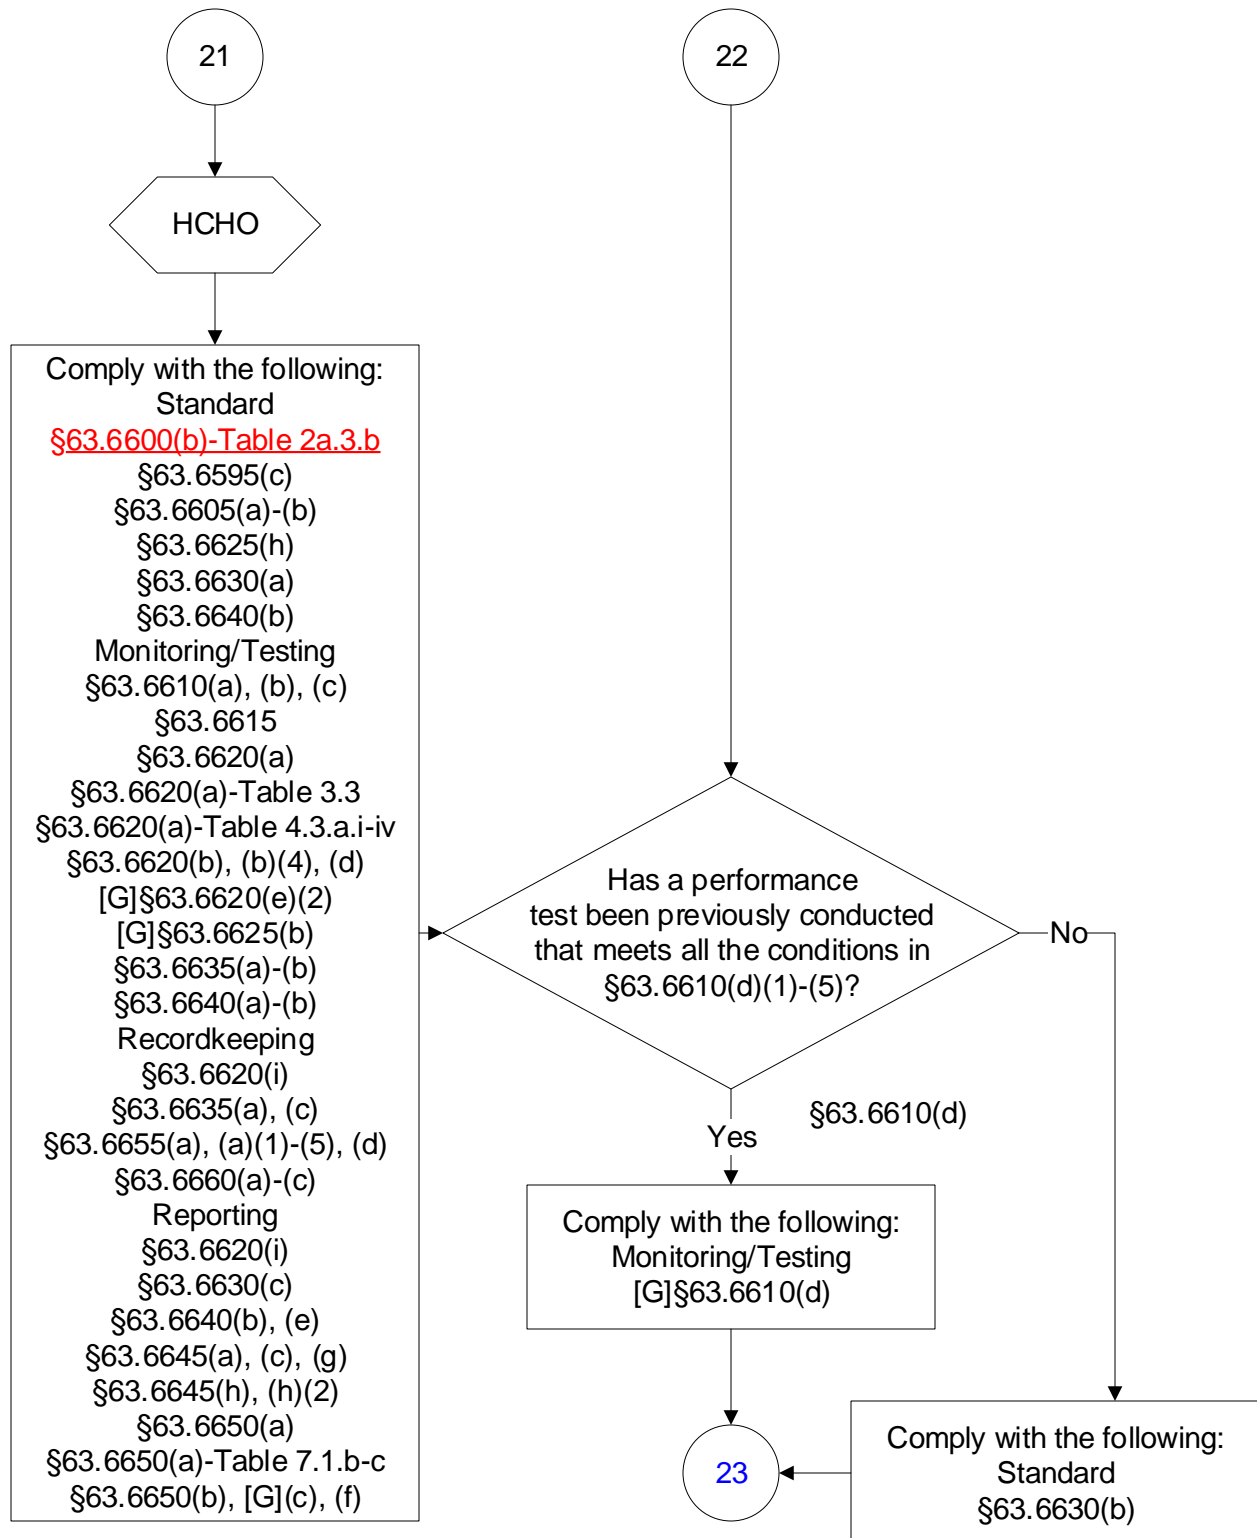 21
22
HCHO
Comply with the following:
Standard
§63.6600(b)-Table 2a.3.b
§63.6595(c)
§63.6605(a)-(b)
§63.6625(h)
§63.6630(a)
§63.6640(b)
Monitoring/Testing
§63.6610(a), (b), (c)
§63.6615
§63.6620(a)
§63.6620(a)-Table 3.3
§63.6620(a)-Table 4.3.a.i-iv
§63.6620(b), (b)(4), (d)
[G]§63.6620(e)(2)
[G]§63.6625(b)
§63.6635(a)-(b)
§63.6640(a)-(b)
Recordkeeping
§63.6620(i)
§63.6635(a), (c)
§63.6655(a), (a)(1)-(5), (d)
§63.6660(a)-(c)
Reporting
§63.6620(i)
§63.6630(c)
§63.6640(b), (e)
§63.6645(a), (c), (g)
§63.6645(h), (h)(2)
§63.6650(a)
§63.6650(a)-Table 7.1.b-c
§63.6650(b), [G](c), (f)
Has a performance
test been previously conducted
that meets all the conditions in
§63.6610(d)(1)-(5)?
No
Yes
§63.6610(d)
Comply with the following:
Monitoring/Testing
[G]§63.6610(d)
23
Comply with the following:
Standard
§63.6630(b)